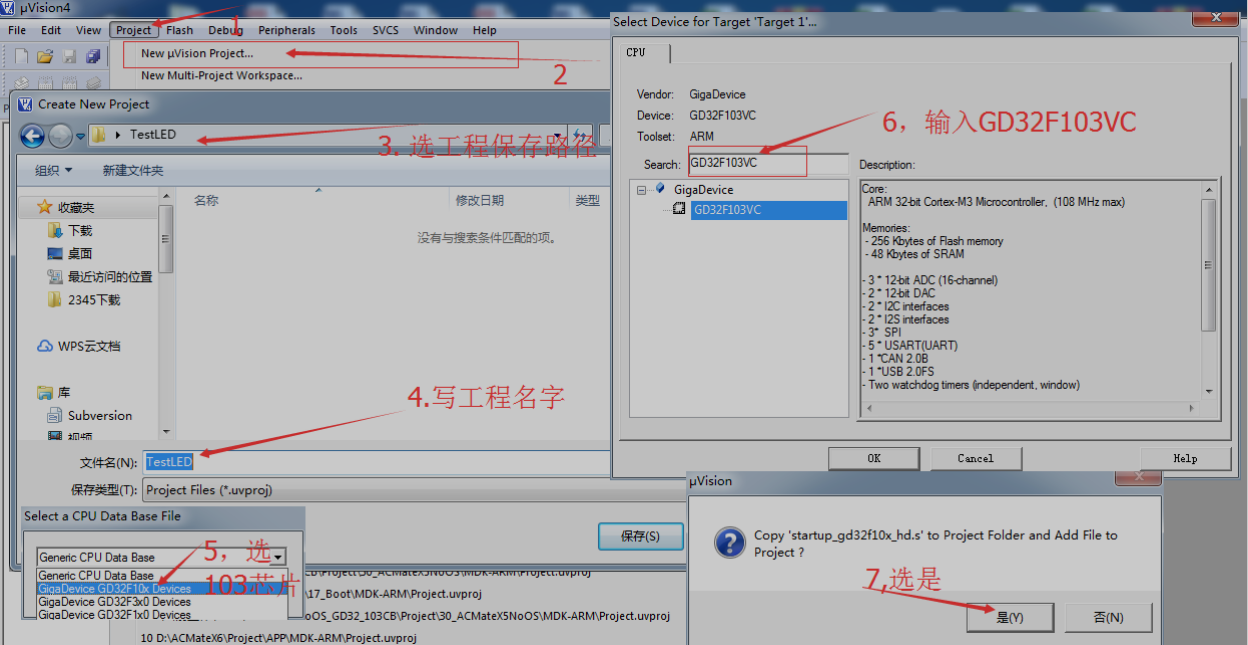 μVision4
File Edit View Project Flash Debug Peripherals Tools SVCS Window Help
1
New μVision Project...
2
New Multi-Project Workspace...
Create New Project
TestLED
3. 选工程保存路径
组织 新建文件夹
名称 修改日期 类型
没有与搜索条件匹配的项。
收藏夹
下载
桌面
最近访问的位置
2345下载
WPS云文档
库
Subversion
视频
4.写工程名字
文件名(N): TestLED
保存类型(T): Project Files (*.uvproj)
保存(S)
Select a CPU Data Base File
5，选
103芯片
Generic CPU Data Base
Generic CPU Data Base
GigaDevice GD32F10x Devices
GigaDevice GD32F3x0 Devices
GigaDevice GD32F1x0 Devices
CB\Project\30_ACMateX5NoOS\MDK-ARM\Project.uvproj
\17_Boot\MDK-ARM\Project.uvproj
oOS_GD32_103CB\Project\30_ACMateX5NoOS\MDK-ARM\Project.uvproj
10 D:\ACMateX6\Project\APP\MDK-ARM\Project.uvproj
Select Device for Target 'Target 1'...
CPU
Vendor: GigaDevice
Device: GD32F103VC
Toolset: ARM
6，输入GD32F103VC
Search: GD32F103VC
Description:
GigaDevice
GD32F103VC
Core:
ARM 32-bit Cortex-M3 Microcontroller, (108 MHz max)
Memories:
- 256 Kbytes of Flash memory
- 48 Kbytes of SRAM
- 3 * 12-bit ADC (16-channel)
- 2 * 12-bit DAC
- 2 * I2C interfaces
- 2 * I2S interfaces
- 3* SPI
- 5 * USART(UART)
- 1 *CAN 2.0B
- 1 *USB 2.0FS
- Two watchdog timers (independent, window)
OK Cancel Help
μVision
Copy 'startup_gd32f10x_hd.s' to Project Folder and Add File to
Project ?
7,选是
是(Y) 否(N)